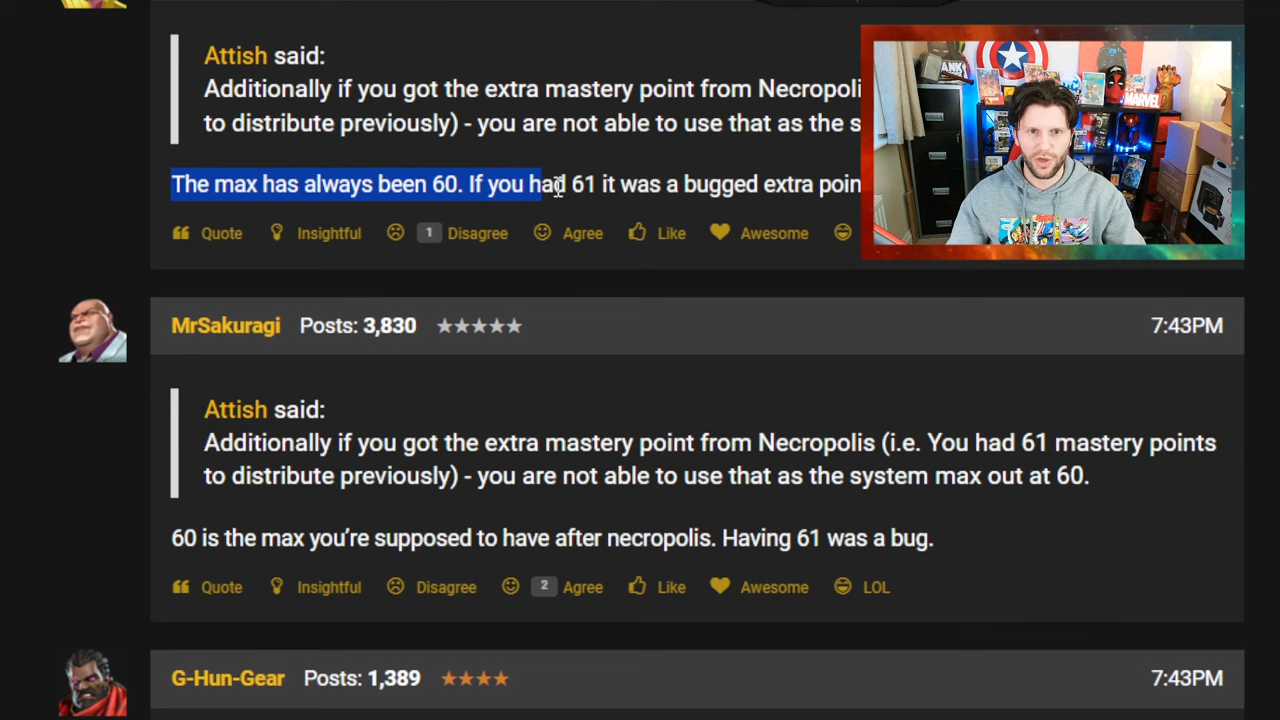 Attish said:
Additionally if you got the extra mastery point from Necropoli
to distribute previously) - you are not able to use that as the s
The max has always been 60. If you had 61 it was a bugged extra poin
Quote Insightful 1 Disagree Agree Like Awesome
MARVEL
MrSakuragi Posts: 3,830 7:43PM
Attish said:
Additionally if you got the extra mastery point from Necropolis (i.e. You had 61 mastery points
to distribute previously) - you are not able to use that as the system max out at 60.
60 is the max you’re supposed to have after necropolis. Having 61 was a bug.
Quote Insightful Disagree 2 Agree Like Awesome LOL
G-Hun-Gear Posts: 1,389 7:43PM